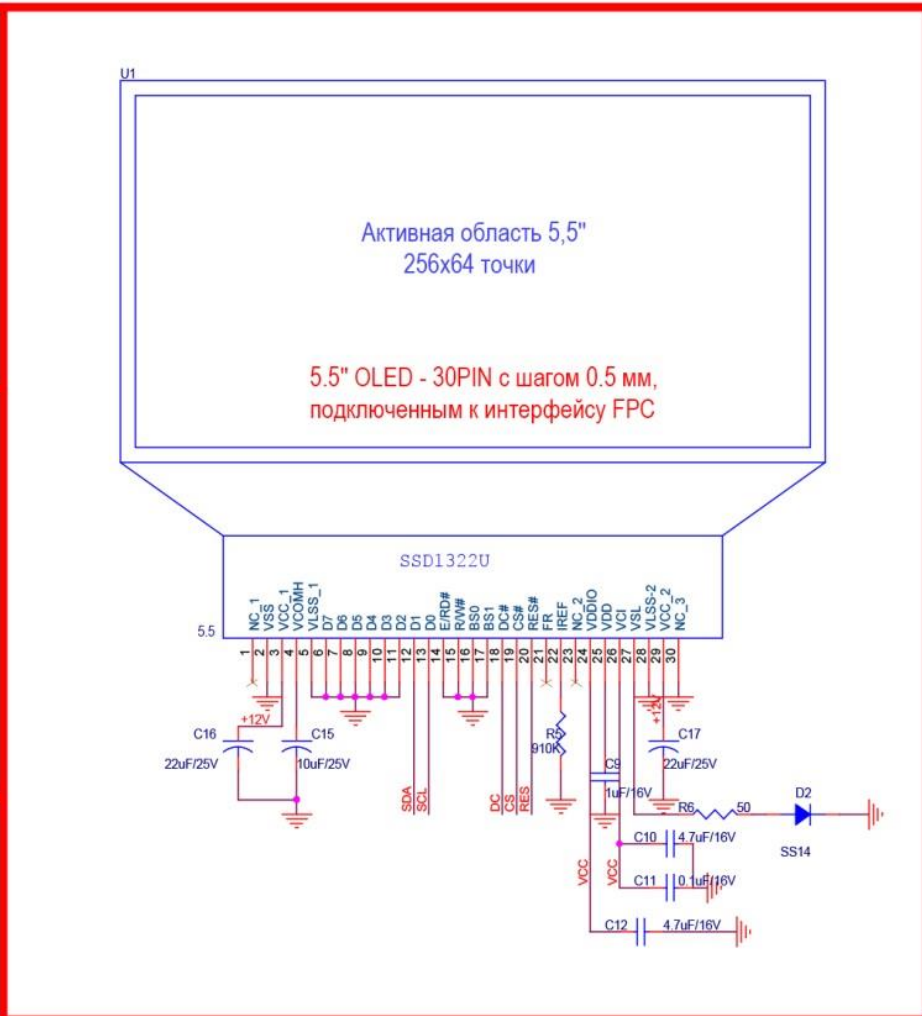 U1
Активная область 5,5"
256x64 точки
5.5" OLED - 30PIN с шагом 0.5 мм,
подключенным к интерфейсу FPC
SSD1322U
5.5
NC_1
VSS
VCC_1
VCOMH
VLSS_1
D7
D6
D5
D4
D3
D2
D1
D0
E/RD#
R/W#
BS0
BS1
DC#
CS#
RES#
FR
IREF
NC_2
VDDIO
VDD
VCI
VSL
VLSS-2
VCC_2
NC_3
1
2
3
4
5
6
7
8
9
10
11
12
13
14
15
16
17
18
19
20
21
22
23
24
25
26
27
28
29
30
+12V
+12V
C16
22uF/25V
C15
10uF/25V
R5
910K
C17
22uF/25V
C9
1uF/16V
SDA
SCL
DC
CS
RES
R6
50
D2
SS14
VCC
VCC
C10
4.7uF/16V
C11
0.1uF/16V
C12
4.7uF/16V